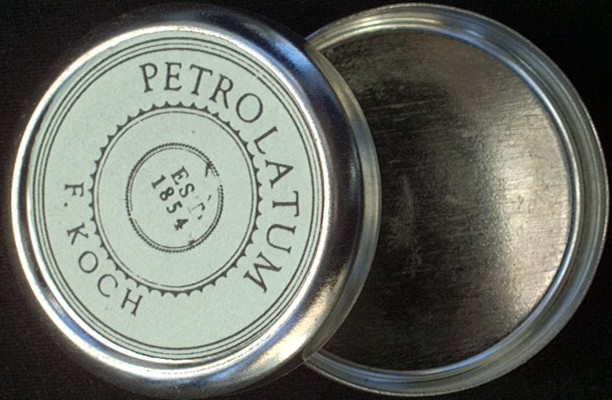 PETROLATUM
EST.
1854
F. KOCH